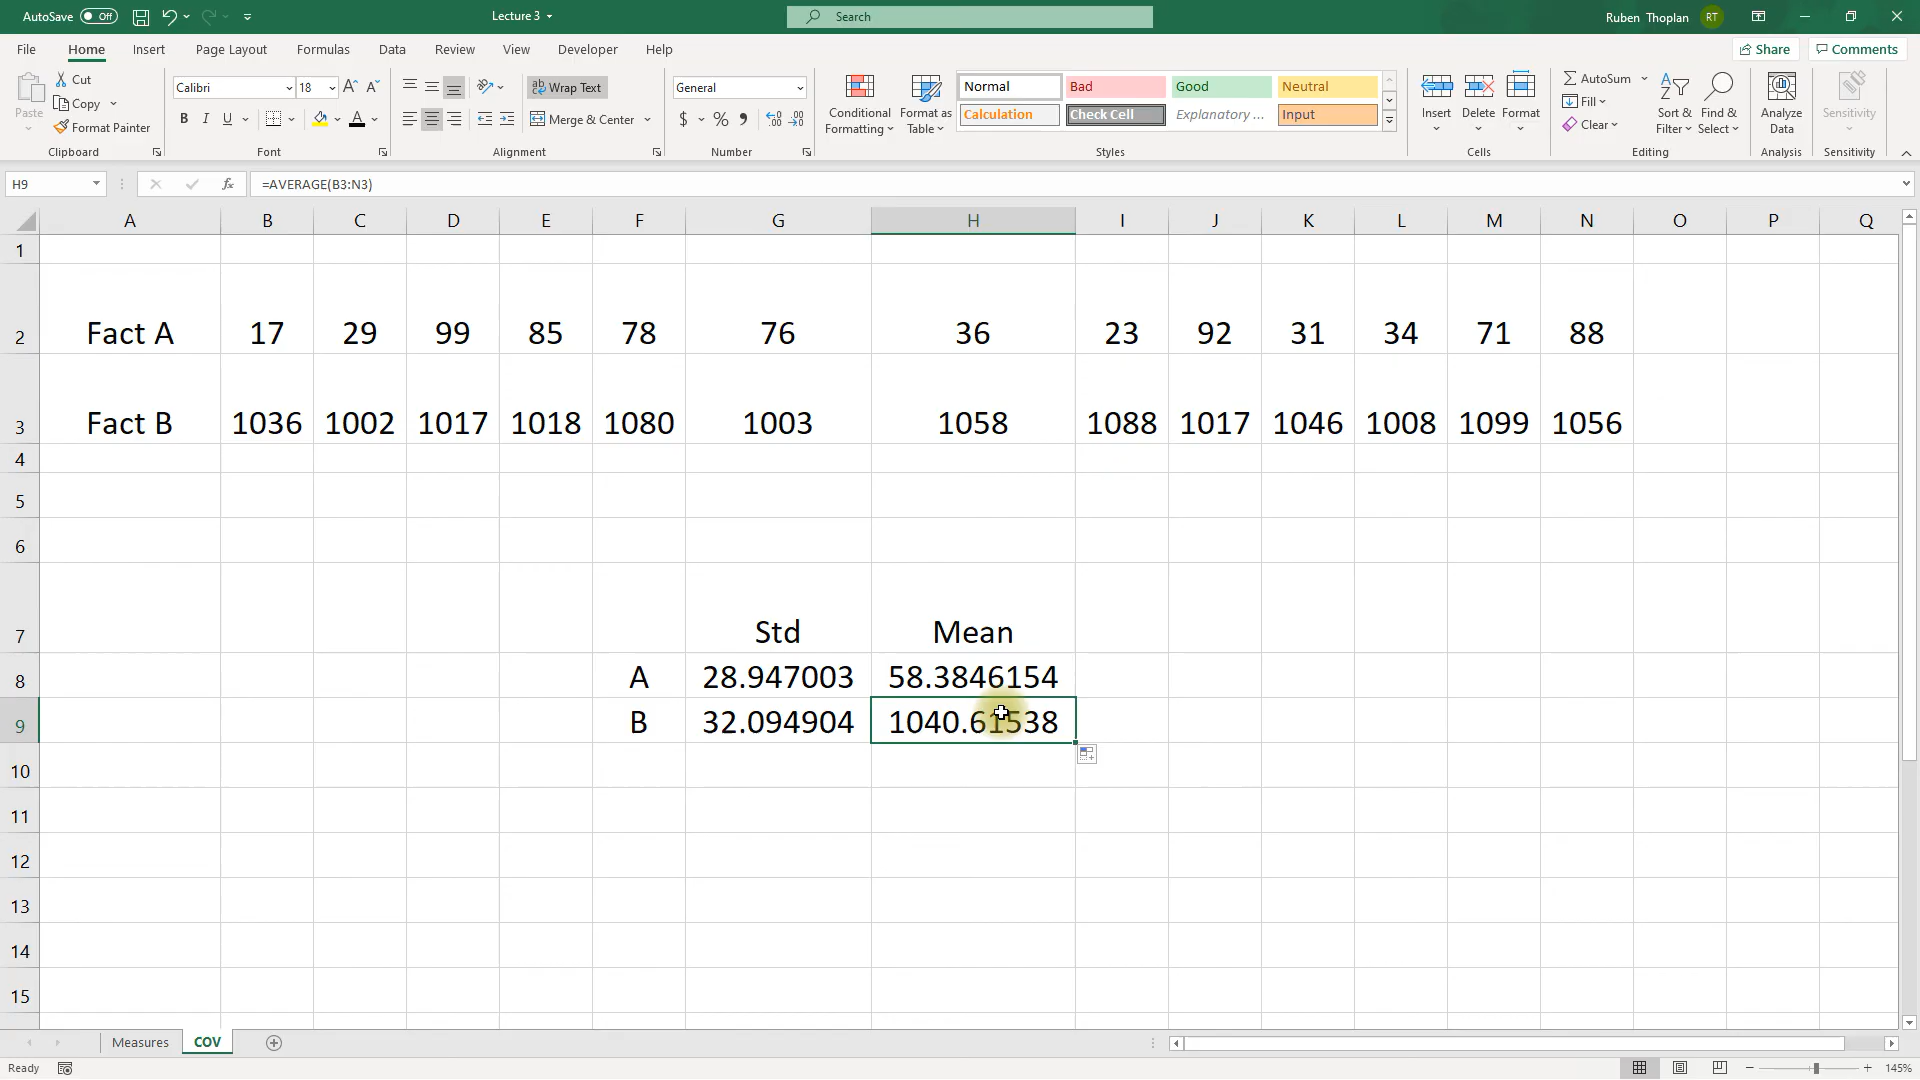 AutoSave Off Lecture 3 Search Ruben Thoplan RT
File Home Insert Page Layout Formulas Data Review View Developer Help Share Comments
Paste Cut Copy Format Painter Clipboard
Calibri 18 A A B I U A Font
ab Wrap Text Merge & Center Alignment
General $ % Number
Conditional Formatting Format as Table Normal Bad Good Neutral Calculation Check Cell Explanatory ... Input Styles
Insert Delete Format Cells
AutoSum Fill Clear Sort & Filter Find & Select Editing
Analyze Data Analysis
Sensitivity Sensitivity
H9 fx =AVERAGE(B3:N3)
A B C D E F G H I J K L M N O P Q
1
2 Fact A 17 29 99 85 78 76 36 23 92 31 34 71 88
3 Fact B 1036 1002 1017 1018 1080 1003 1058 1088 1017 1046 1008 1099 1056
4
5
6
7 Std Mean
8 A 28.947003 58.3846154
9 B 32.094904 1040.61538
10
11
12
13
14
15
Measures COV
Ready 145%